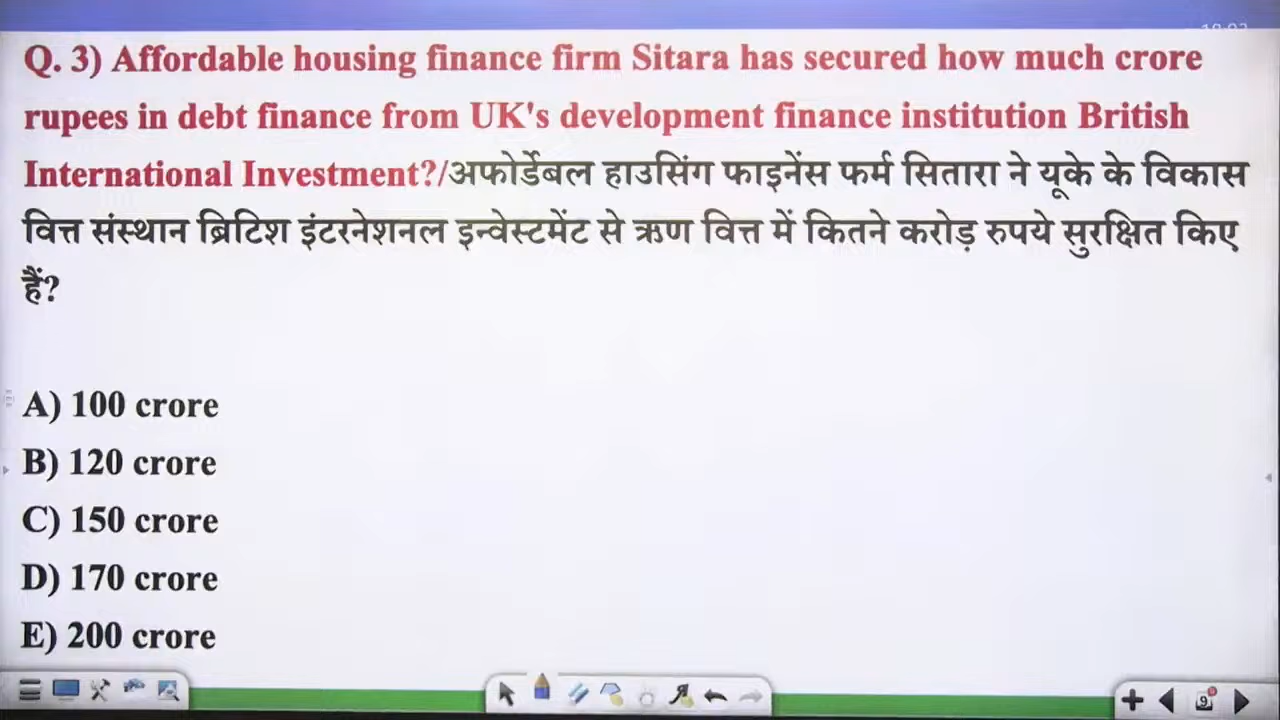 Q. 3) Affordable housing finance firm Sitara has secured how much crore
rupees in debt finance from UK's development finance institution British
International Investment?/अफोर्डेबल हाउसिंग फाइनेंस फर्म सितारा ने यूके के विकास
वित्त संस्थान ब्रिटिश इंटरनेशनल इन्वेस्टमेंट से ऋण वित्त में कितने करोड़ रुपये सुरक्षित किए
हैं?
A) 100 crore
B) 120 crore
C) 150 crore
D) 170 crore
E) 200 crore
9